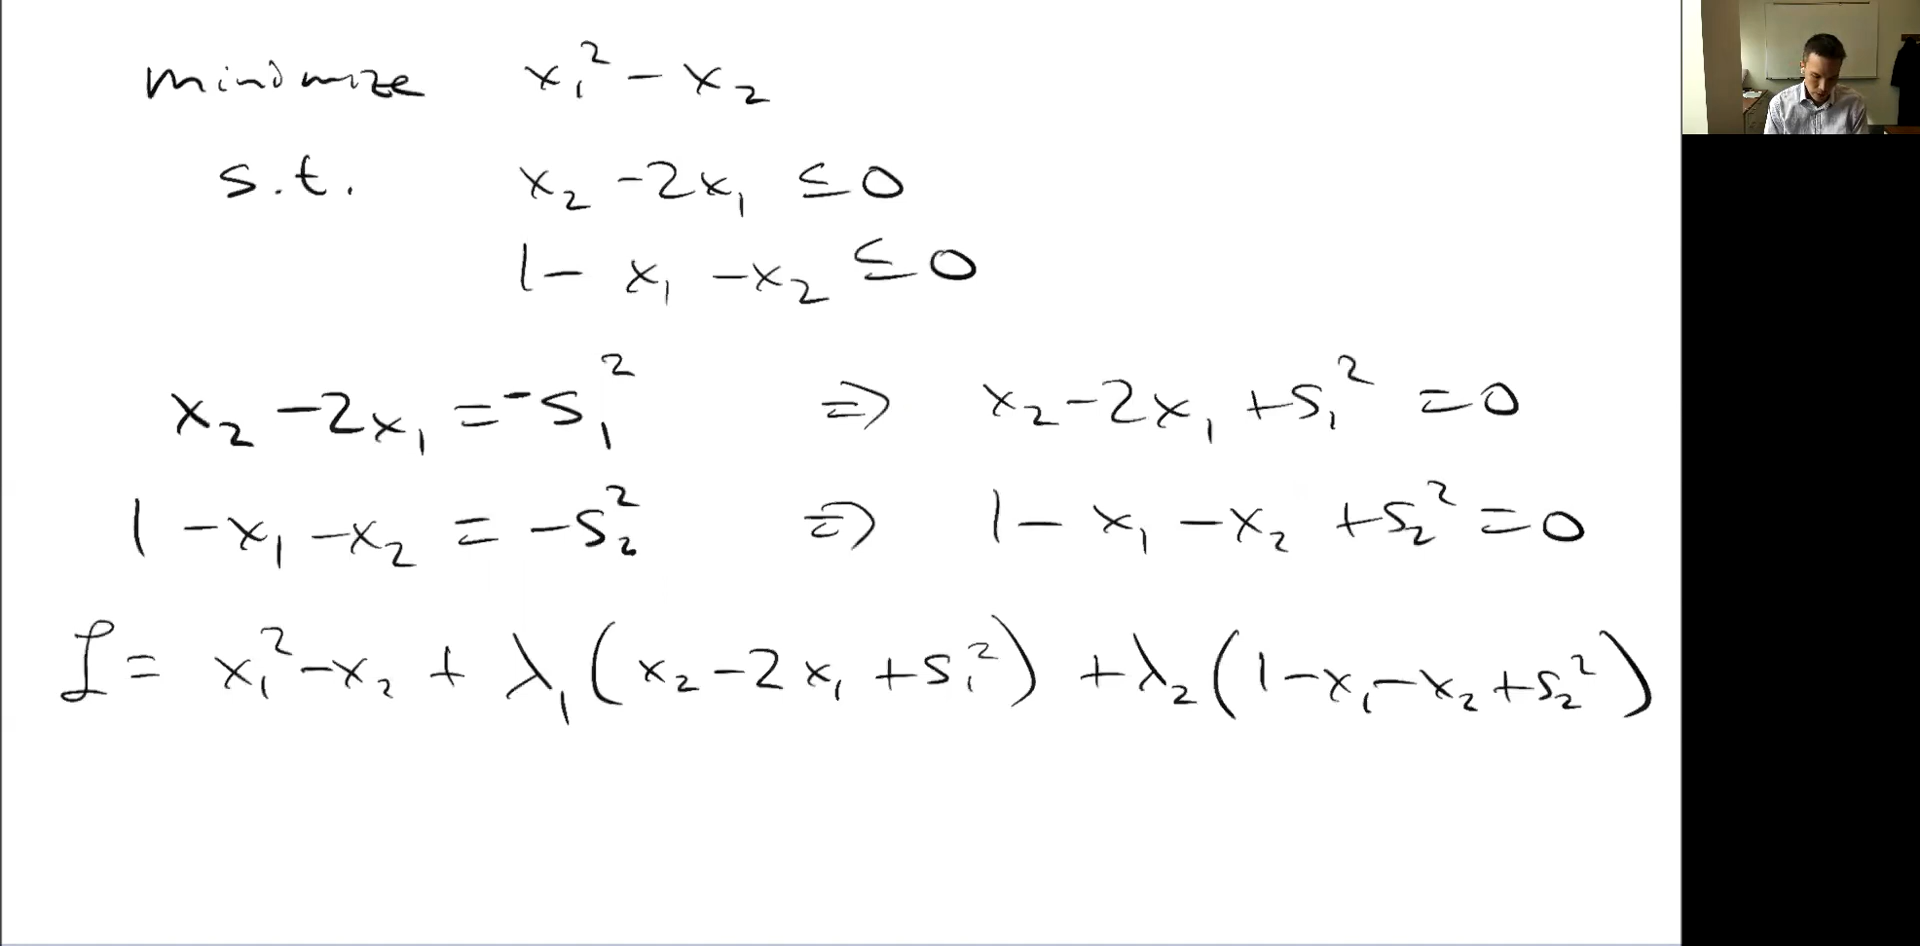 minimize x₁² − x₂
s.t. x₂ − 2x₁ ≤ 0
1 − x₁ − x₂ ≤ 0
x₂ − 2x₁ = −s₁² ⇒ x₂ − 2x₁ + s₁² = 0
1 − x₁ − x₂ = −s₂² ⇒ 1 − x₁ − x₂ + s₂² = 0
ℒ = x₁² − x₂ + λ₁(x₂ − 2x₁ + s₁²) + λ₂(1 − x₁ − x₂ + s₂²)